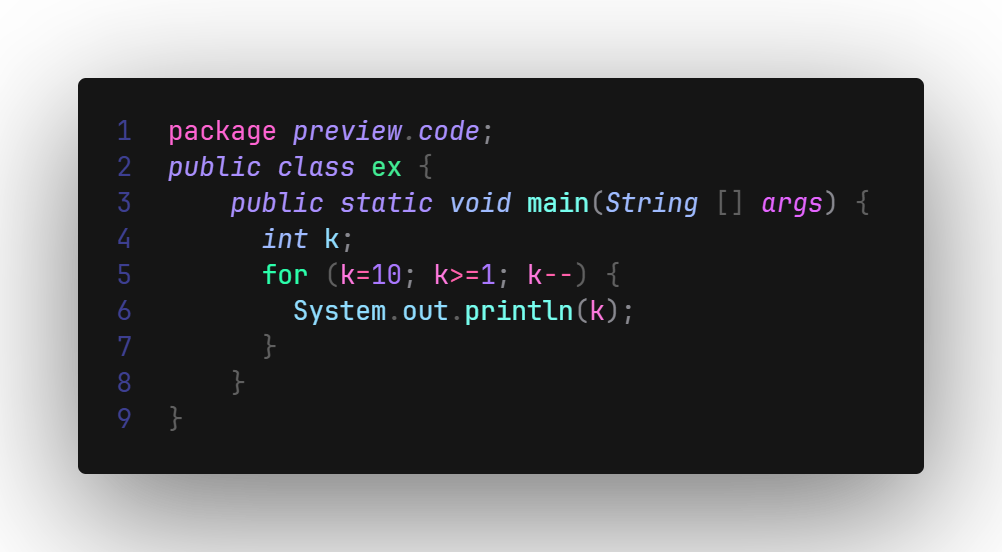 1 package preview.code;
2 public class ex {
3     public static void main(String [] args) {
4       int k;
5       for (k=10; k>=1; k--) {
6         System.out.println(k);
7       }
8     }
9 }